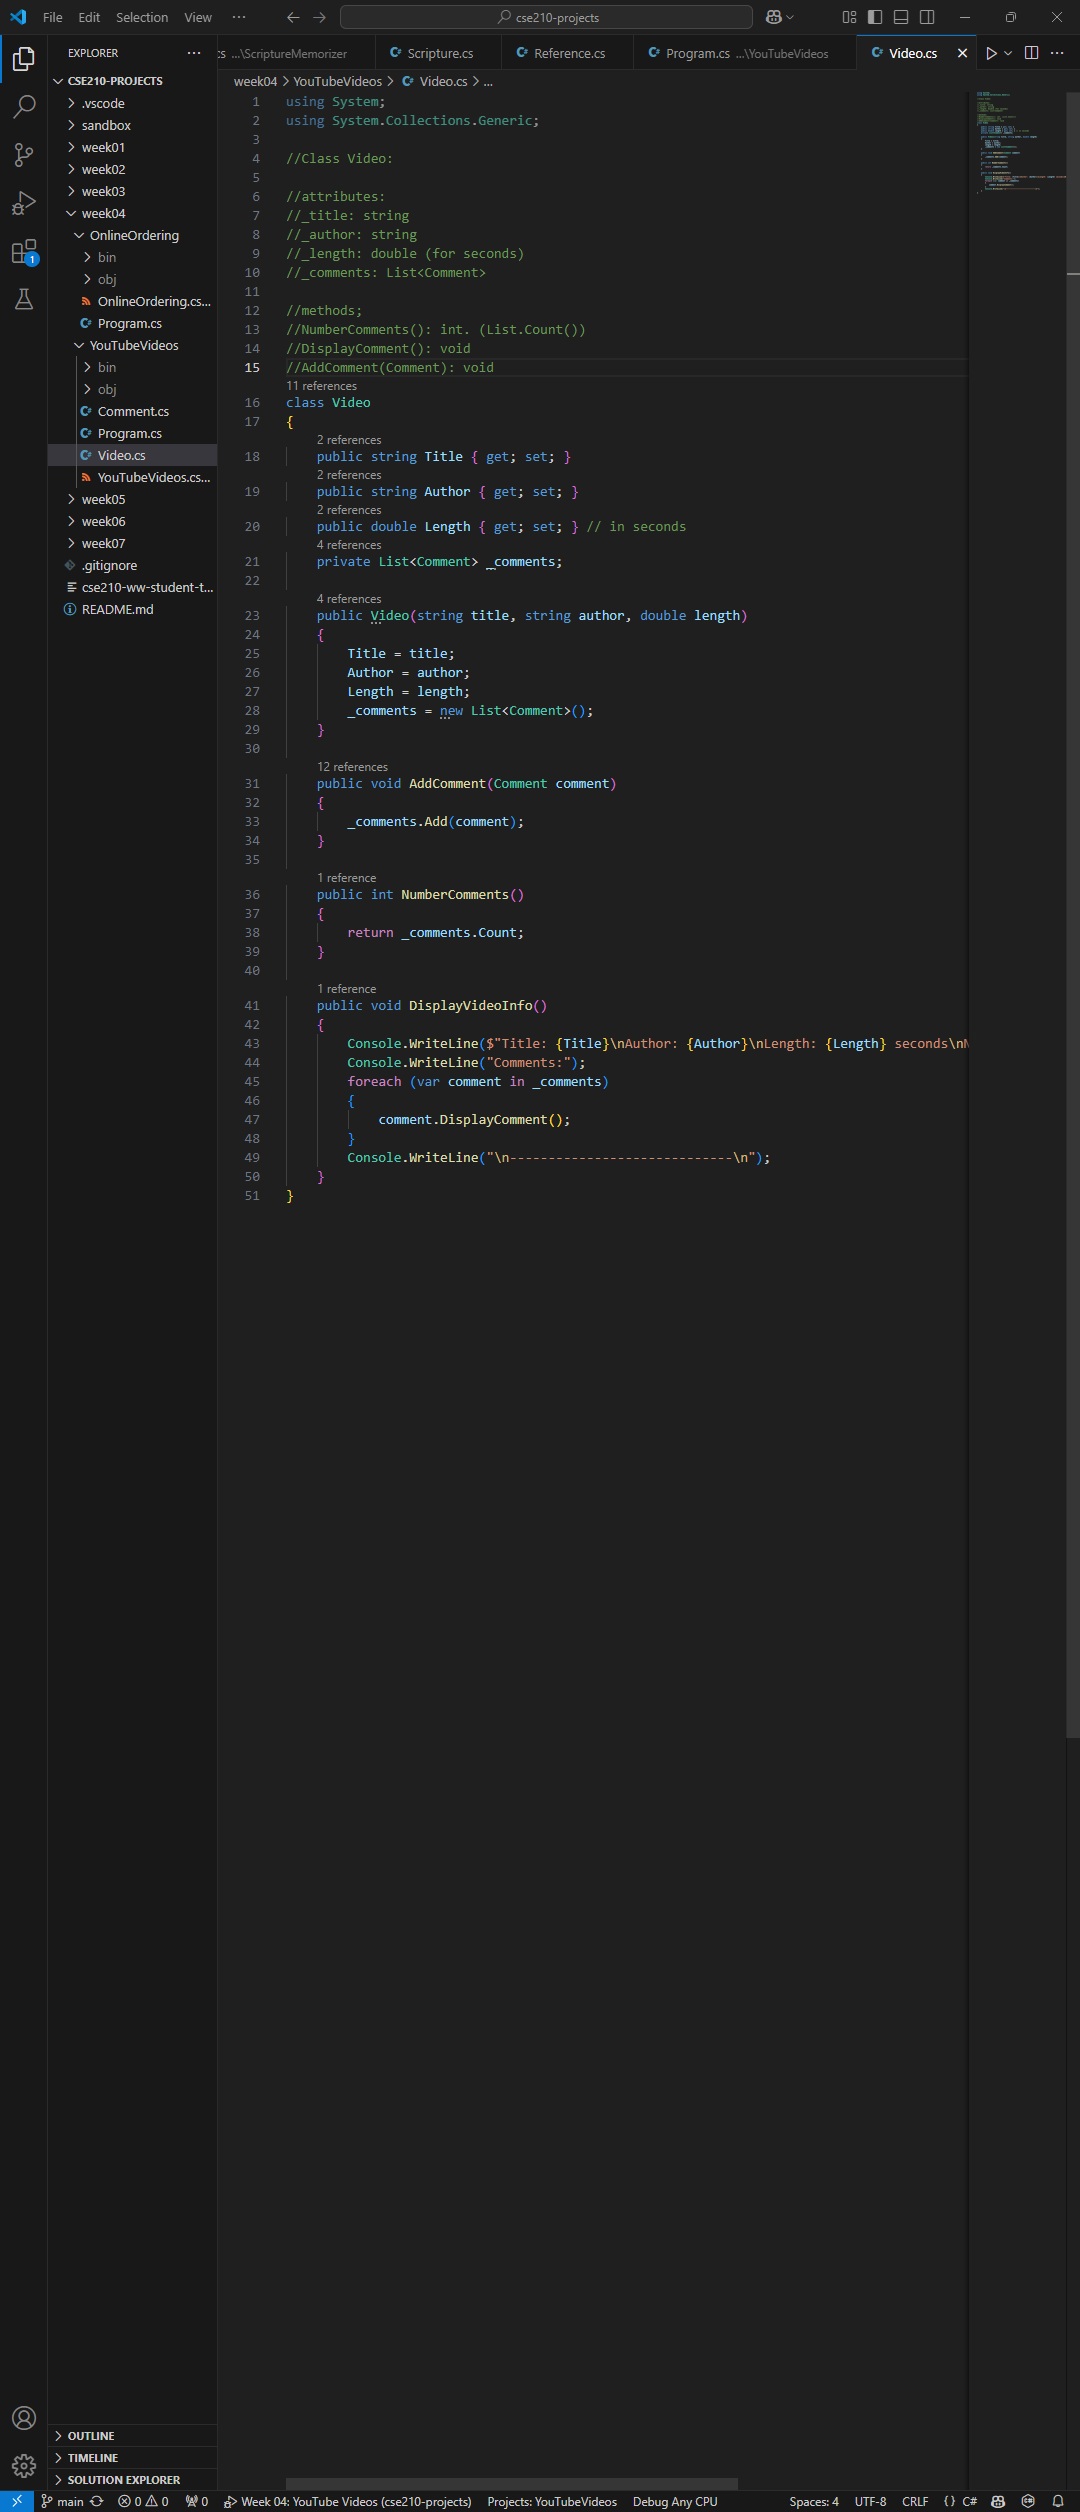 File Edit Selection View ··· cse210-projects
EXPLORER ···
cs ...\ScriptureMemorizer Scripture.cs Reference.cs Program.cs ...\YouTubeVideos Video.cs
week04 > YouTubeVideos > Video.cs > ...
CSE210-PROJECTS
.vscode
sandbox
week01
week02
week03
week04
OnlineOrdering
bin
obj
OnlineOrdering.cs...
Program.cs
YouTubeVideos
bin
obj
Comment.cs
Program.cs
Video.cs
YouTubeVideos.cs...
week05
week06
week07
.gitignore
cse210-ww-student-t...
README.md
1
1 using System;
2 using System.Collections.Generic;
3
4 //Class Video:
5
6 //attributes:
7 //_title: string
8 //_author: string
9 //_length: double (for seconds)
10 //_comments: List<Comment>
11
12 //methods;
13 //NumberComments(): int. (List.Count())
14 //DisplayComment(): void
15 //AddComment(Comment): void
11 references
16 class Video
17 {
2 references
18 public string Title { get; set; }
2 references
19 public string Author { get; set; }
2 references
20 public double Length { get; set; } // in seconds
4 references
21 private List<Comment> _comments;
22
4 references
23 public Video(string title, string author, double length)
24 {
25 Title = title;
26 Author = author;
27 Length = length;
28 _comments = new List<Comment>();
29 }
30
12 references
31 public void AddComment(Comment comment)
32 {
33 _comments.Add(comment);
34 }
35
1 reference
36 public int NumberComments()
37 {
38 return _comments.Count;
39 }
40
1 reference
41 public void DisplayVideoInfo()
42 {
43 Console.WriteLine($"Title: {Title}\nAuthor: {Author}\nLength: {Length} seconds\n
44 Console.WriteLine("Comments:");
45 foreach (var comment in _comments)
46 {
47 comment.DisplayComment();
48 }
49 Console.WriteLine("\n-----------------------------\n");
50 }
51 }
OUTLINE
TIMELINE
SOLUTION EXPLORER
main 0 0 0 Week 04: YouTube Videos (cse210-projects) Projects: YouTubeVideos Debug Any CPU Spaces: 4 UTF-8 CRLF {} C#